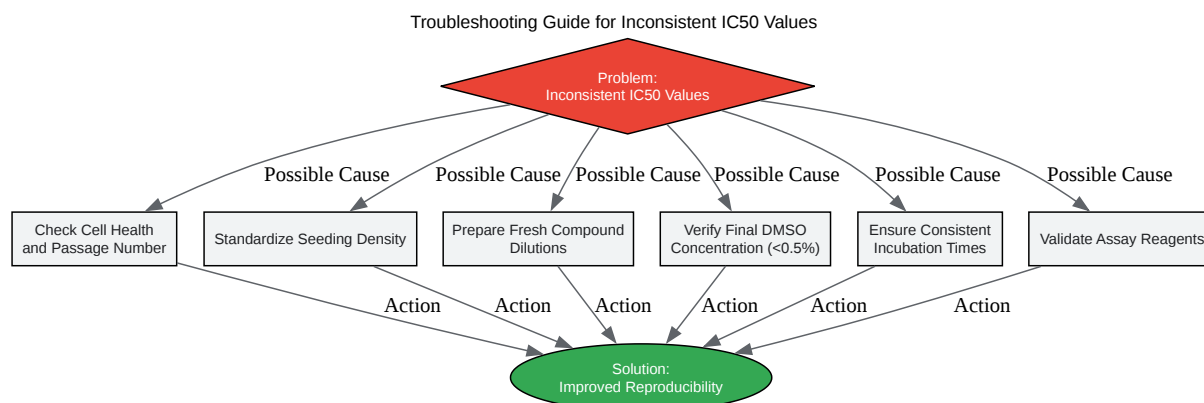 Troubleshooting Guide for Inconsistent IC50 Values
Problem:
Inconsistent IC50 Values
Possible Cause
Possible Cause
Possible Cause
Possible Cause
Possible Cause
Possible Cause
Check Cell Health
and Passage Number
Standardize Seeding Density
Prepare Fresh Compound
Dilutions
Verify Final DMSO
Concentration (<0.5%)
Ensure Consistent
Incubation Times
Validate Assay Reagents
Action
Action
Action
Action
Action
Action
Solution:
Improved Reproducibility